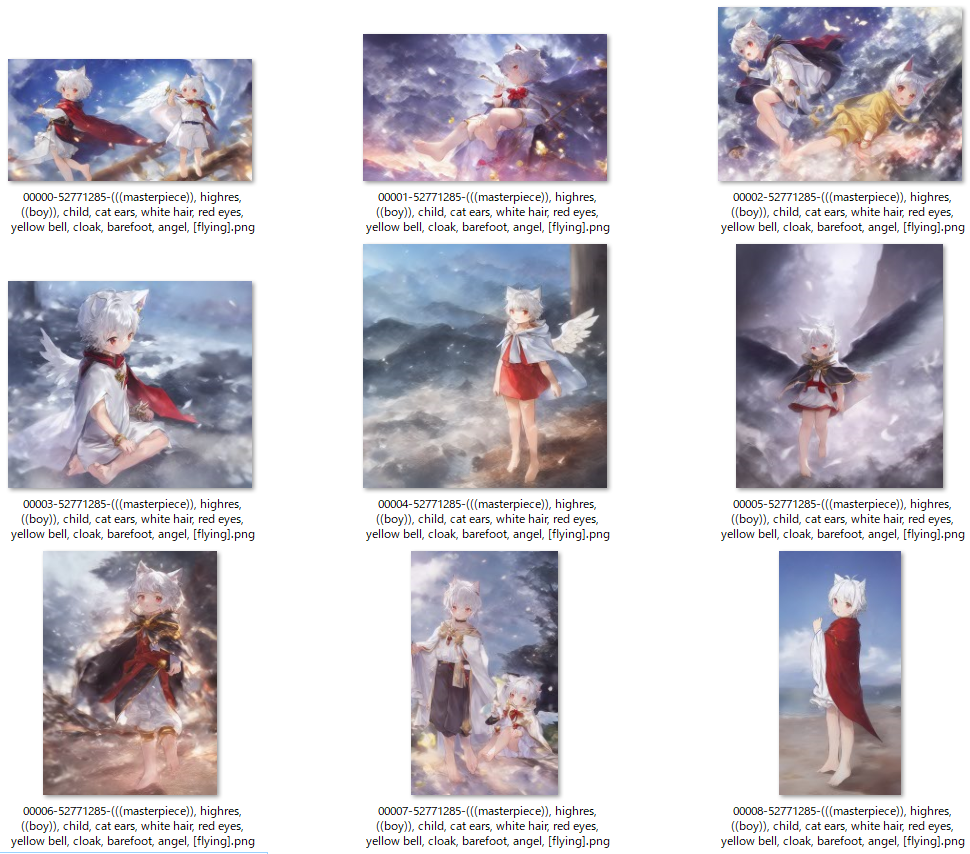 00000-52771285-(((masterpiece)), highres,
((boy)), child, cat ears, white hair, red eyes,
yellow bell, cloak, barefoot, angel, [flying].png
00001-52771285-(((masterpiece)), highres,
((boy)), child, cat ears, white hair, red eyes,
yellow bell, cloak, barefoot, angel, [flying].png
00002-52771285-(((masterpiece)), highres,
((boy)), child, cat ears, white hair, red eyes,
yellow bell, cloak, barefoot, angel, [flying].png
00003-52771285-(((masterpiece)), highres,
((boy)), child, cat ears, white hair, red eyes,
yellow bell, cloak, barefoot, angel, [flying].png
00004-52771285-(((masterpiece)), highres,
((boy)), child, cat ears, white hair, red eyes,
yellow bell, cloak, barefoot, angel, [flying].png
00005-52771285-(((masterpiece)), highres,
((boy)), child, cat ears, white hair, red eyes,
yellow bell, cloak, barefoot, angel, [flying].png
00006-52771285-(((masterpiece)), highres,
((boy)), child, cat ears, white hair, red eyes,
yellow bell, cloak, barefoot, angel, [flying].png
00007-52771285-(((masterpiece)), highres,
((boy)), child, cat ears, white hair, red eyes,
yellow bell, cloak, barefoot, angel, [flying].png
00008-52771285-(((masterpiece)), highres,
((boy)), child, cat ears, white hair, red eyes,
yellow bell, cloak, barefoot, angel, [flying].png